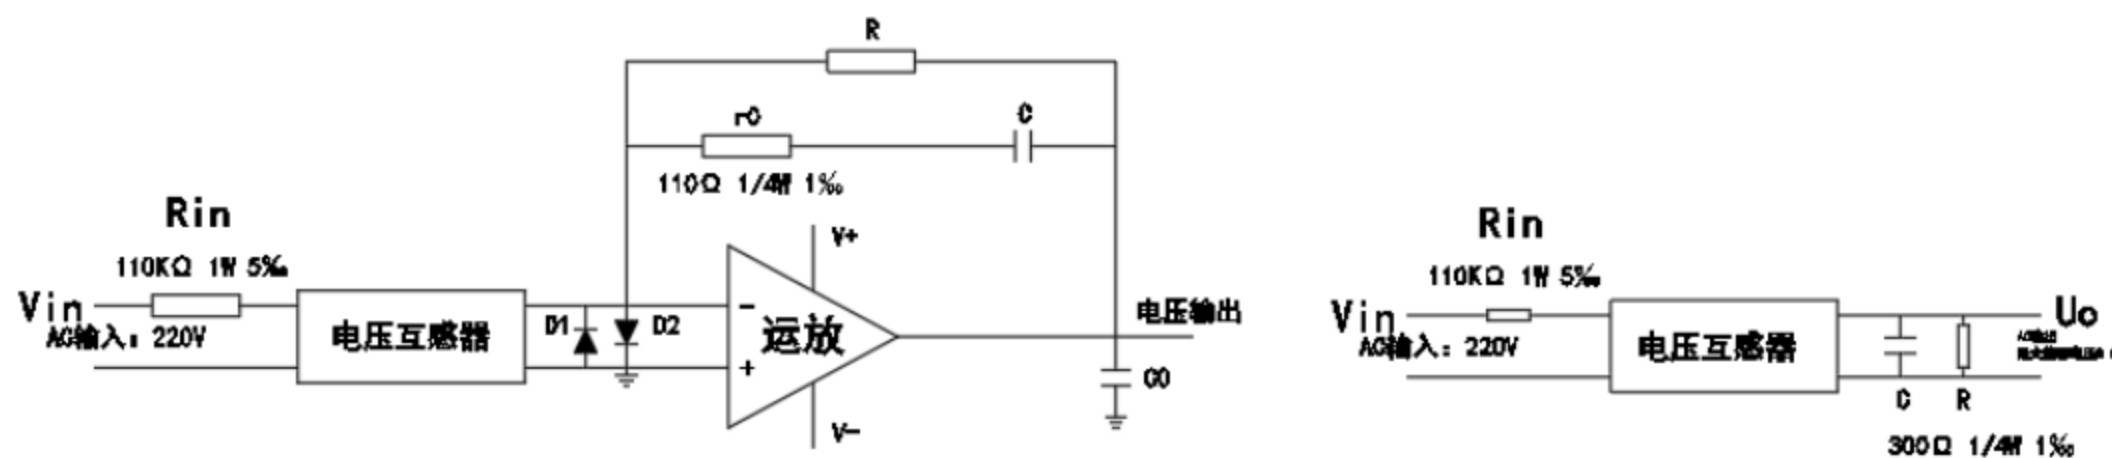 R
r0
C
110Ω 1/4W 1‰
Rin
110KΩ 1W 5‰
Vin
AC输入：220V
电压互感器
D1
D2
-
+
运放
V+
V-
电压输出
C0
Rin
110KΩ 1W 5‰
Vin
AC输入：220V
电压互感器
Uo
C
R
300Ω 1/4W 1‰